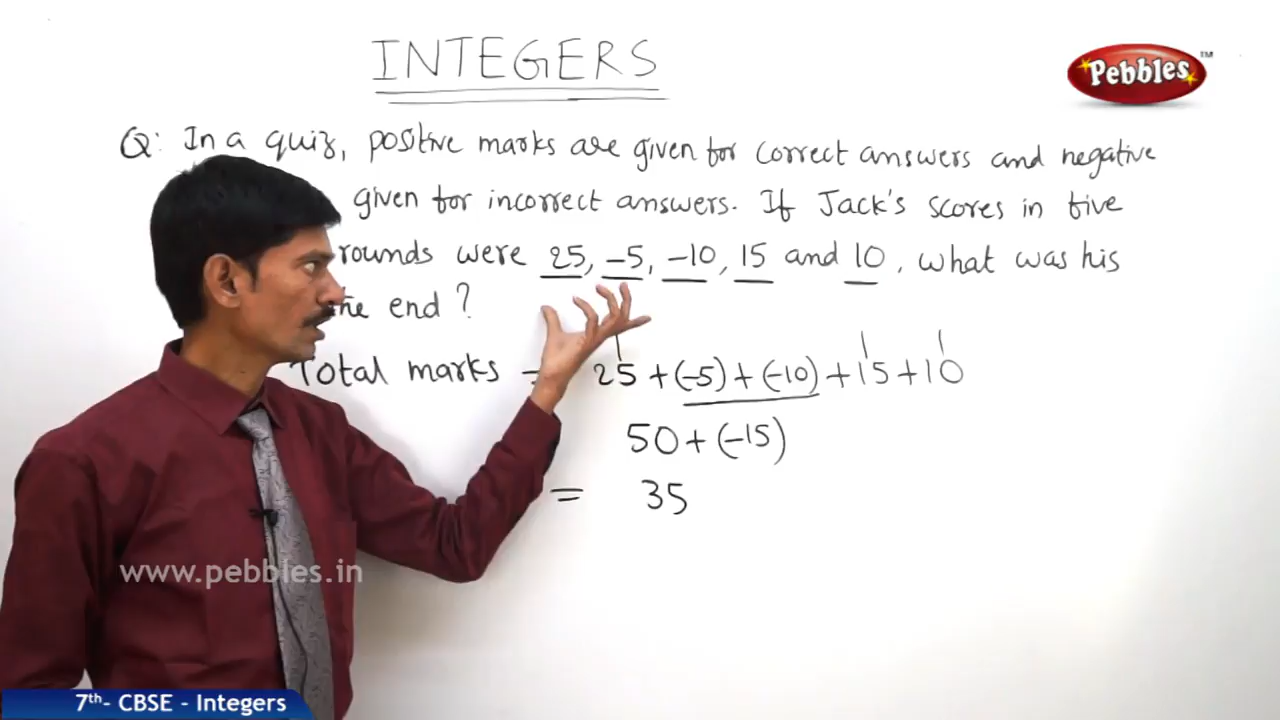 INTEGERS
Pebbles™
Q: In a quiz, positive marks are given for correct answers and negative
given for incorrect answers. If Jack's scores in five
rounds were 25, -5, -10, 15 and 10, what was his
the end?
Total marks = 25 + (-5) + (-10) + 15 + 10
50 + (-15)
= 35
www.pebbles.in
7th- CBSE - Integers